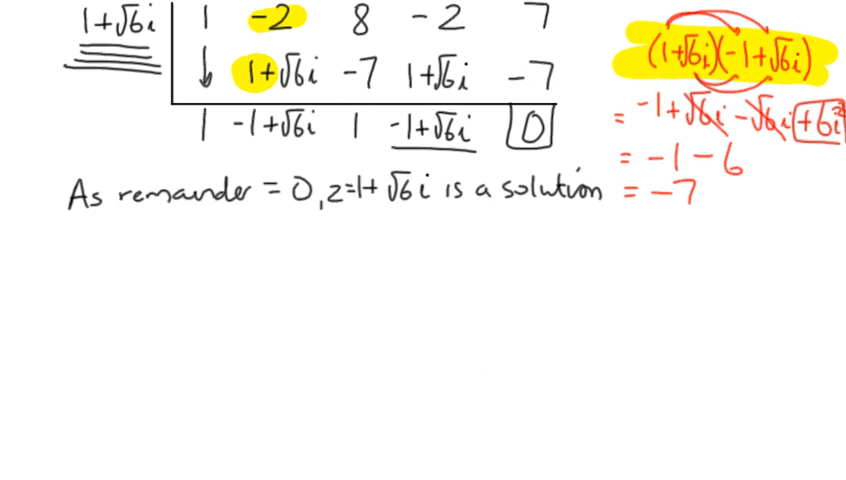 1+√6i | 1 -2 8 -2 7
↓ 1+√6i -7 1+√6i -7
1 -1+√6i 1 -1+√6i 0
As remainder = 0, z=1+√6i is a solution
(1+√6i)(-1+√6i)
= -1+√6i -√6i +6i²
= -1 - 6
= -7